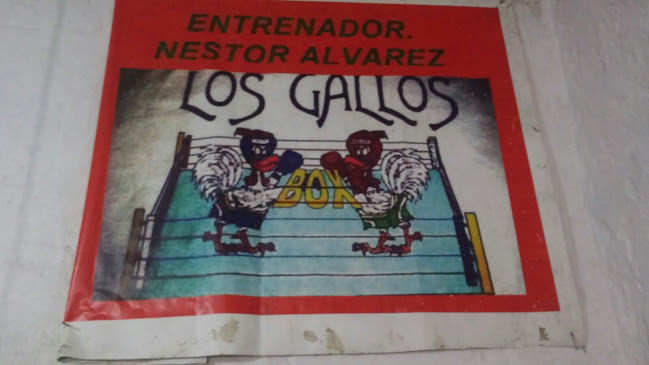 ENTRENADOR.
NESTOR ALVAREZ
LOS GALLOS
BOX